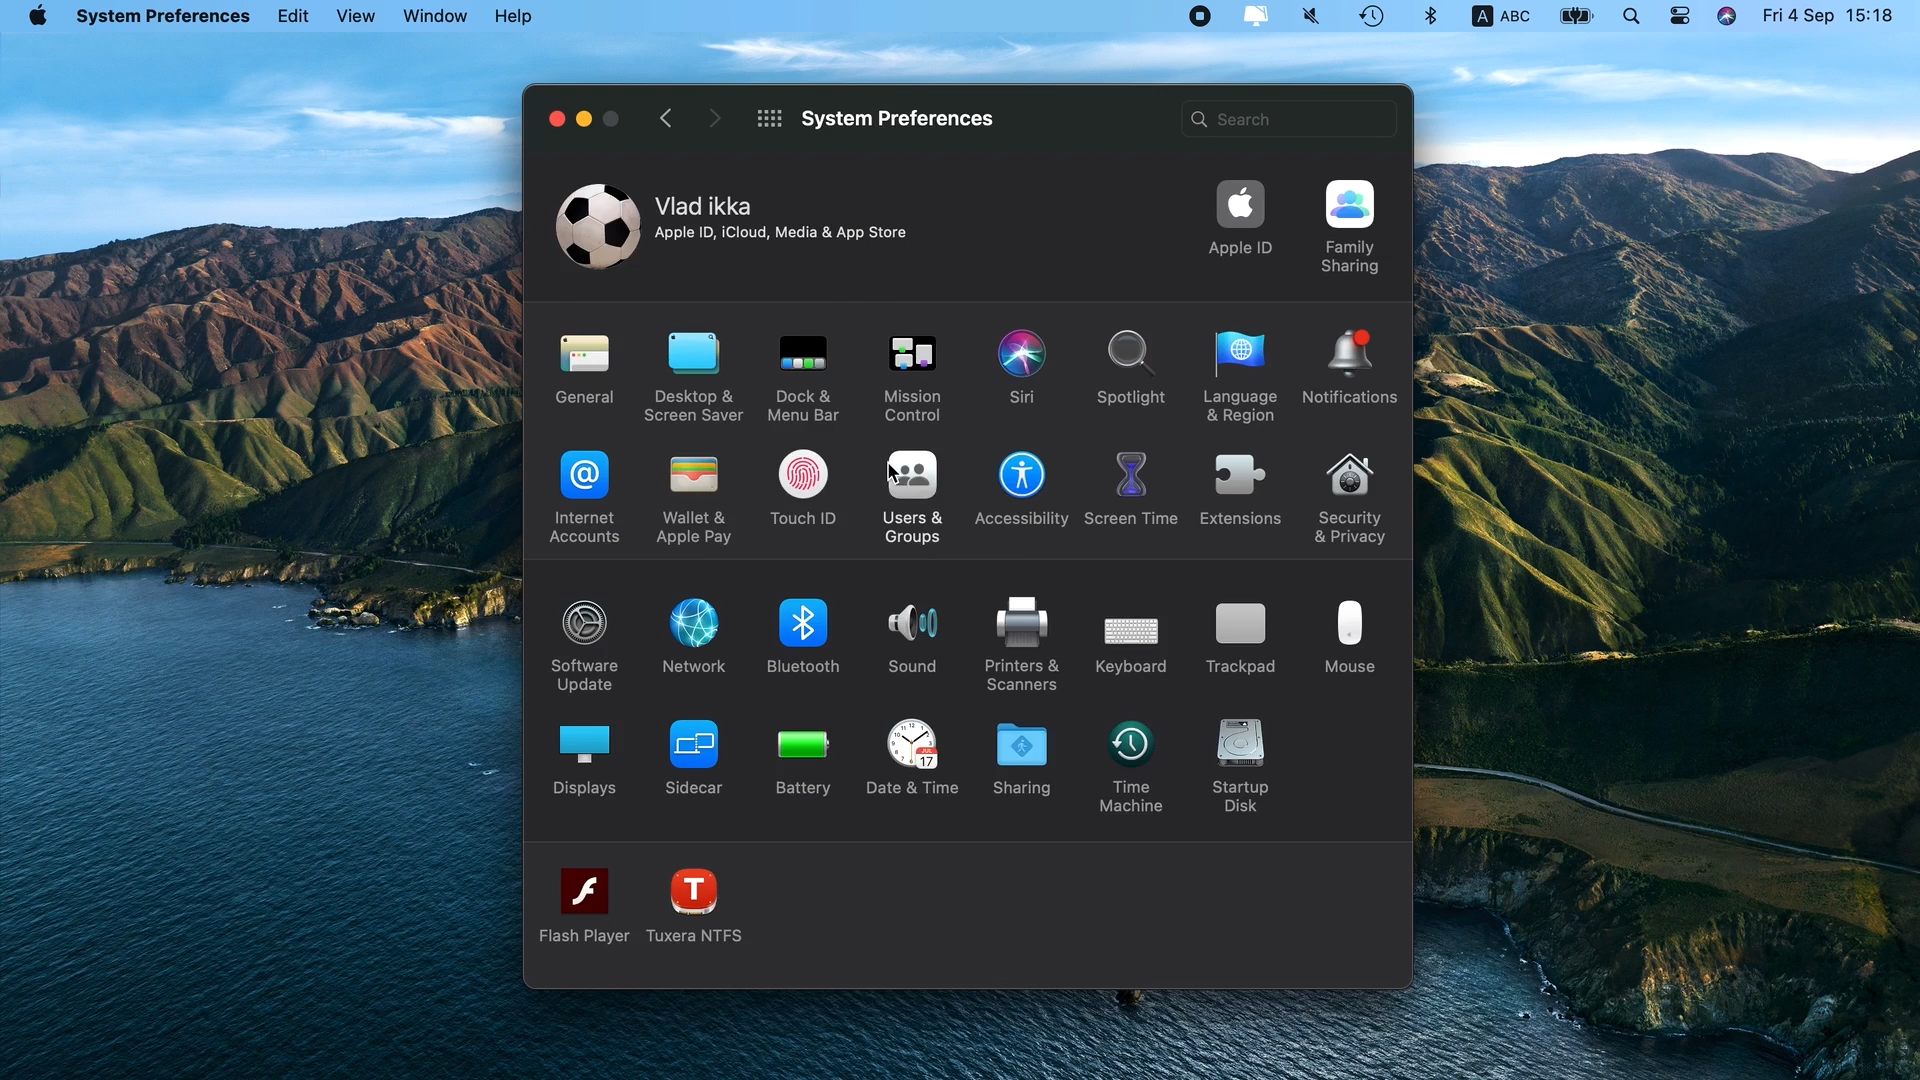 System Preferences Edit View Window Help A ABC Fri 4 Sep 15:18
System Preferences Search
Vlad ikka
Apple ID, iCloud, Media & App Store
Apple ID Family
Sharing
General Desktop & Dock & Mission Siri Spotlight Language Notifications
Screen Saver Menu Bar Control & Region
@
Internet Wallet & Touch ID Users & Accessibility Screen Time Extensions Security
Accounts Apple Pay Groups & Privacy
Software Network Bluetooth Sound Printers & Keyboard Trackpad Mouse
Update Scanners
JUL
17
Displays Sidecar Battery Date & Time Sharing Time Startup
Machine Disk
T
Flash Player Tuxera NTFS